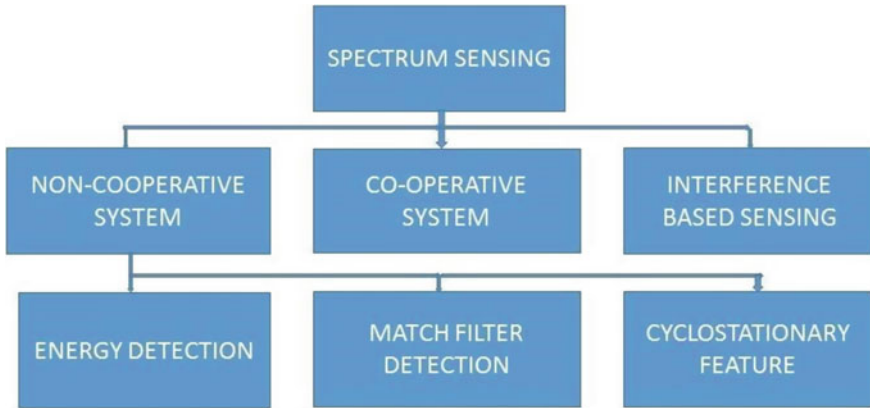 SPECTRUM SENSING
NON-COOPERATIVE
SYSTEM
CO-OPERATIVE
SYSTEM
INTERFERENCE
BASED SENSING
ENERGY DETECTION
MATCH FILTER
DETECTION
CYCLOSTATIONARY
FEATURE